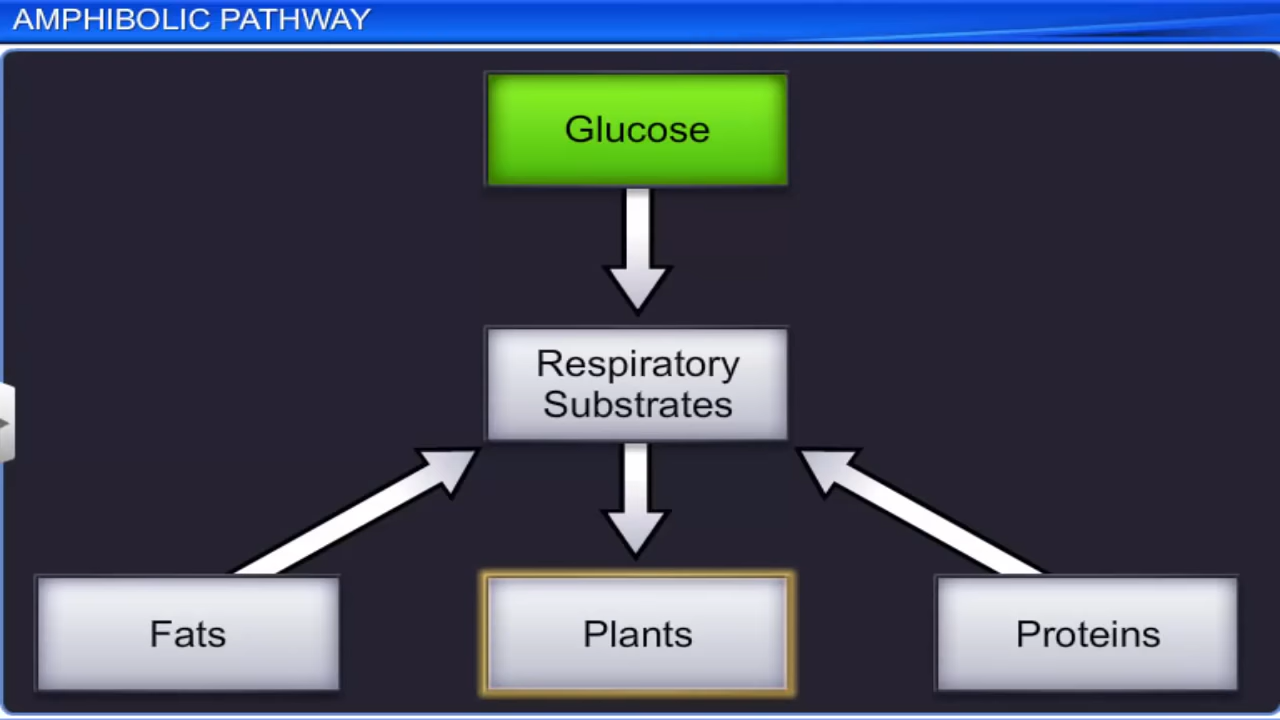 AMPHIBOLIC PATHWAY
Glucose
Respiratory
Substrates
Fats
Plants
Proteins